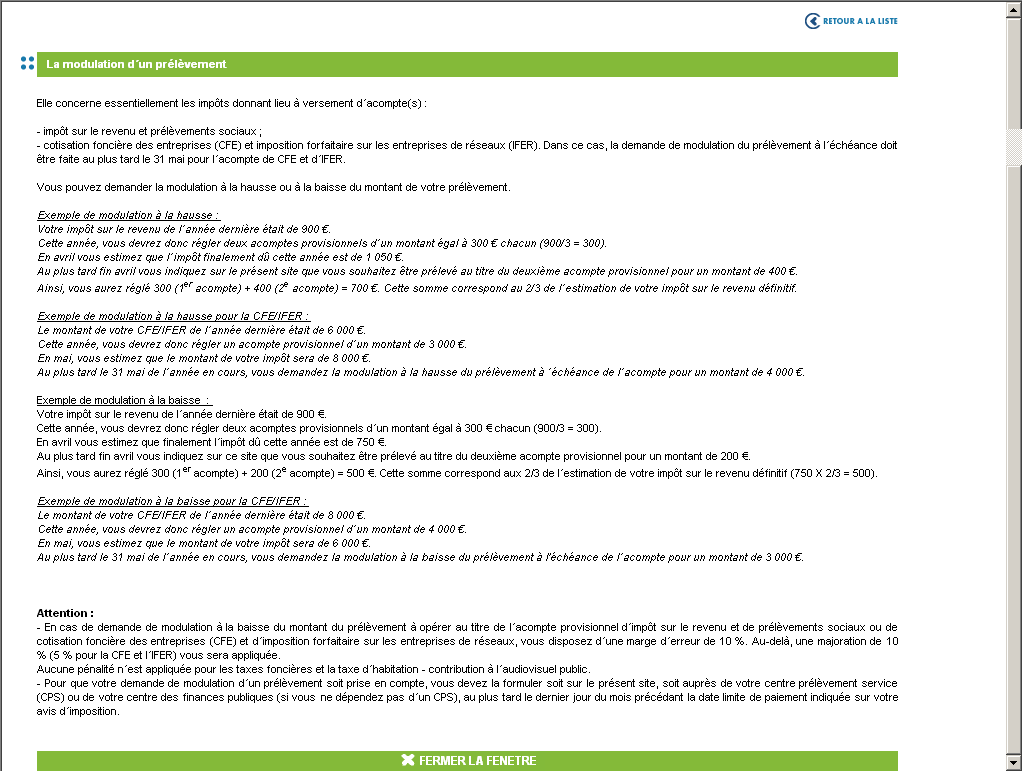 RETOUR A LA LISTE
La modulation d´un prélèvement
Elle concerne essentiellement les impôts donnant lieu à versement d´acompte(s) :
- impôt sur le revenu et prélèvements sociaux ;
- cotisation foncière des entreprises (CFE) et imposition forfaitaire sur les entreprises de réseaux (IFER). Dans ce cas, la demande de modulation du prélèvement à l´échéance doit
être faite au plus tard le 31 mai pour l´acompte de CFE et d´IFER.
Vous pouvez demander la modulation à la hausse ou à la baisse du montant de votre prélèvement.
Exemple de modulation à la hausse :
Votre impôt sur le revenu de l´année dernière était de 900 €.
Cette année, vous devrez donc régler deux acomptes provisionnels d´un montant égal à 300 € chacun (900/3 = 300).
En avril vous estimez que l´impôt finalement dû cette année est de 1 050 €.
Au plus tard fin avril vous indiquez sur le présent site que vous souhaitez être prélevé au titre du deuxième acompte provisionnel pour un montant de 400 €.
Ainsi, vous aurez réglé 300 (1er acompte) + 400 (2e acompte) = 700 €. Cette somme correspond au 2/3 de l´estimation de votre impôt sur le revenu définitif.
Exemple de modulation à la hausse pour la CFE/IFER :
Le montant de votre CFE/IFER de l´année dernière était de 6 000 €.
Cette année, vous devrez donc régler un acompte provisionnel d´un montant de 3 000 €.
En mai, vous estimez que le montant de votre impôt sera de 8 000 €.
Au plus tard le 31 mai de l´année en cours, vous demandez la modulation à la hausse du prélèvement à ´échéance de l´acompte pour un montant de 4 000 €.
Exemple de modulation à la baisse :
Votre impôt sur le revenu de l´année dernière était de 900 €.
Cette année, vous devrez donc régler deux acomptes provisionnels d´un montant égal à 300 € chacun (900/3 = 300).
En avril vous estimez que finalement l´impôt dû cette année est de 750 €.
Au plus tard fin avril vous indiquez sur ce site que vous souhaitez être prélevé au titre du deuxième acompte provisionnel pour un montant de 200 €.
Ainsi, vous aurez réglé 300 (1er acompte) + 200 (2e acompte) = 500 €. Cette somme correspond aux 2/3 de l´estimation de votre impôt sur le revenu définitif (750 X 2/3 = 500).
Exemple de modulation à la baisse pour la CFE/IFER :
Le montant de votre CFE/IFER de l´année dernière était de 8 000 €.
Cette année, vous devrez donc régler un acompte provisionnel d´un montant de 4 000 €.
En mai, vous estimez que le montant de votre impôt sera de 6 000 €.
Au plus tard le 31 mai de l´année en cours, vous demandez la modulation à la baisse du prélèvement à l'échéance de l´acompte pour un montant de 3 000 €.
Attention :
- En cas de demande de modulation à la baisse du montant du prélèvement à opérer au titre de l´acompte provisionnel d´impôt sur le revenu et de prélèvements sociaux ou de
cotisation foncière des entreprises (CFE) et d´imposition forfaitaire sur les entreprises de réseaux, vous disposez d´une marge d´erreur de 10 %. Au-delà, une majoration de 10
% (5 % pour la CFE et l´IFER) vous sera appliquée.
Aucune pénalité n´est appliquée pour les taxes foncières et la taxe d´habitation - contribution à l´audiovisuel public.
- Pour que votre demande de modulation d´un prélèvement soit prise en compte, vous devez la formuler soit sur le présent site, soit auprès de votre centre prélèvement service
(CPS) ou de votre centre des finances publiques (si vous ne dépendez pas d´un CPS), au plus tard le dernier jour du mois précédant la date limite de paiement indiquée sur votre
avis d´imposition.
FERMER LA FENETRE